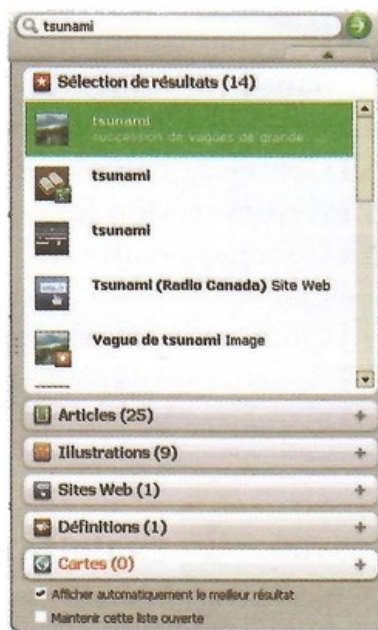 tsunami
Sélection de résultats (14)
tsunami
succession de vagues de grande
tsunami
tsunami
Tsunami (Radio Canada) Site Web
Vague de tsunami Image
Articles (25)
Illustrations (9)
Sites Web (1)
Définitions (1)
Cartes (0)
Afficher automatiquement le meilleur résultat
Maintenir cette liste ouverte